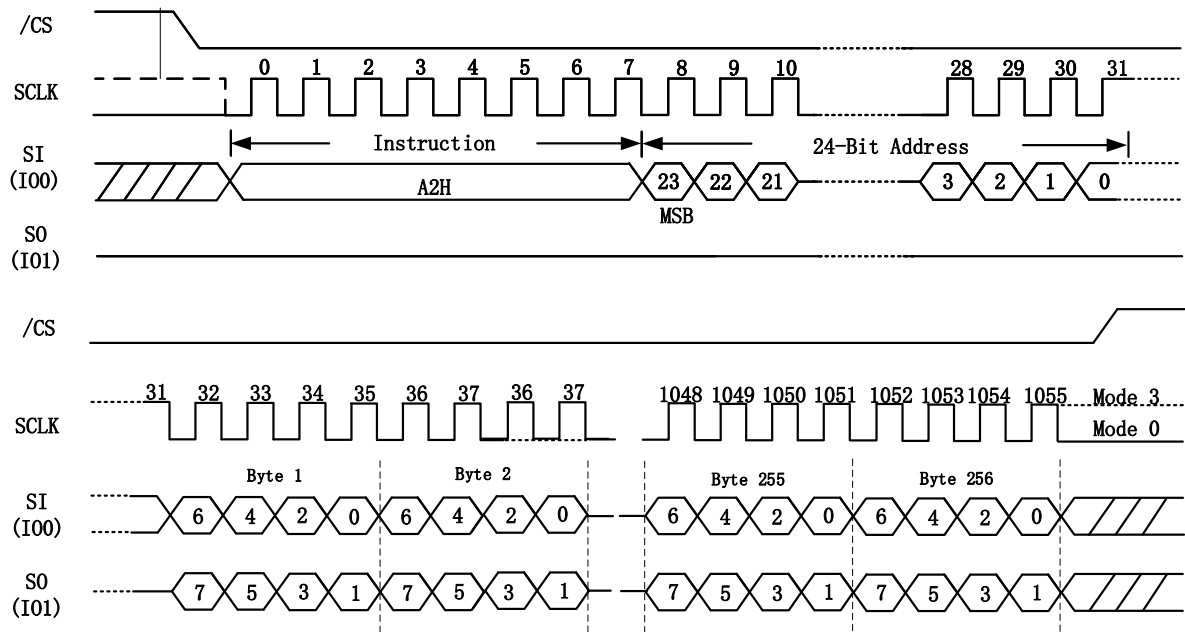 /CS
0 1 2 3 4 5 6 7 8 9 10 28 29 30 31
SCLK
Instruction 24-Bit Address
SI
(IO0)
A2H 23 22 21 3 2 1 0
MSB
SO
(IO1)
/CS
31 32 33 34 35 36 37 36 37 1048 1049 1050 1051 1052 1053 1054 1055 Mode 3
SCLK
Mode 0
Byte 1 Byte 2 Byte 255 Byte 256
SI
(IO0)
6 4 2 0 6 4 2 0 6 4 2 0 6 4 2 0
SO
(IO1)
7 5 3 1 7 5 3 1 7 5 3 1 7 5 3 1